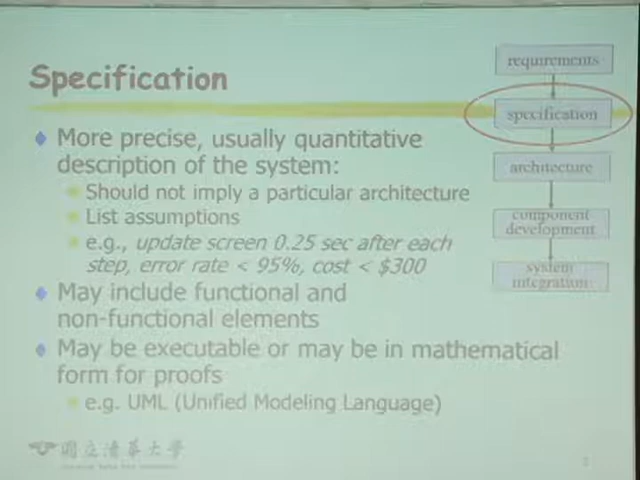 Specification
More precise, usually quantitative
description of the system:
Should not imply a particular architecture
List assumptions
e.g., update screen 0.25 sec after each
step, error rate < 95%, cost < $300
May include functional and
non-functional elements
May be executable or may be in mathematical
form for proofs
e.g. UML (Unified Modeling Language)
requirements
specification
architecture
component
development
system
integration
國立清華大學